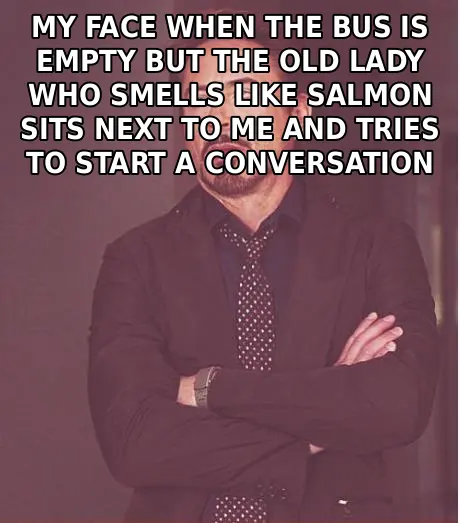 MY FACE WHEN THE BUS IS
EMPTY BUT THE OLD LADY
WHO SMELLS LIKE SALMON
SITS NEXT TO ME AND TRIES
TO START A CONVERSATION